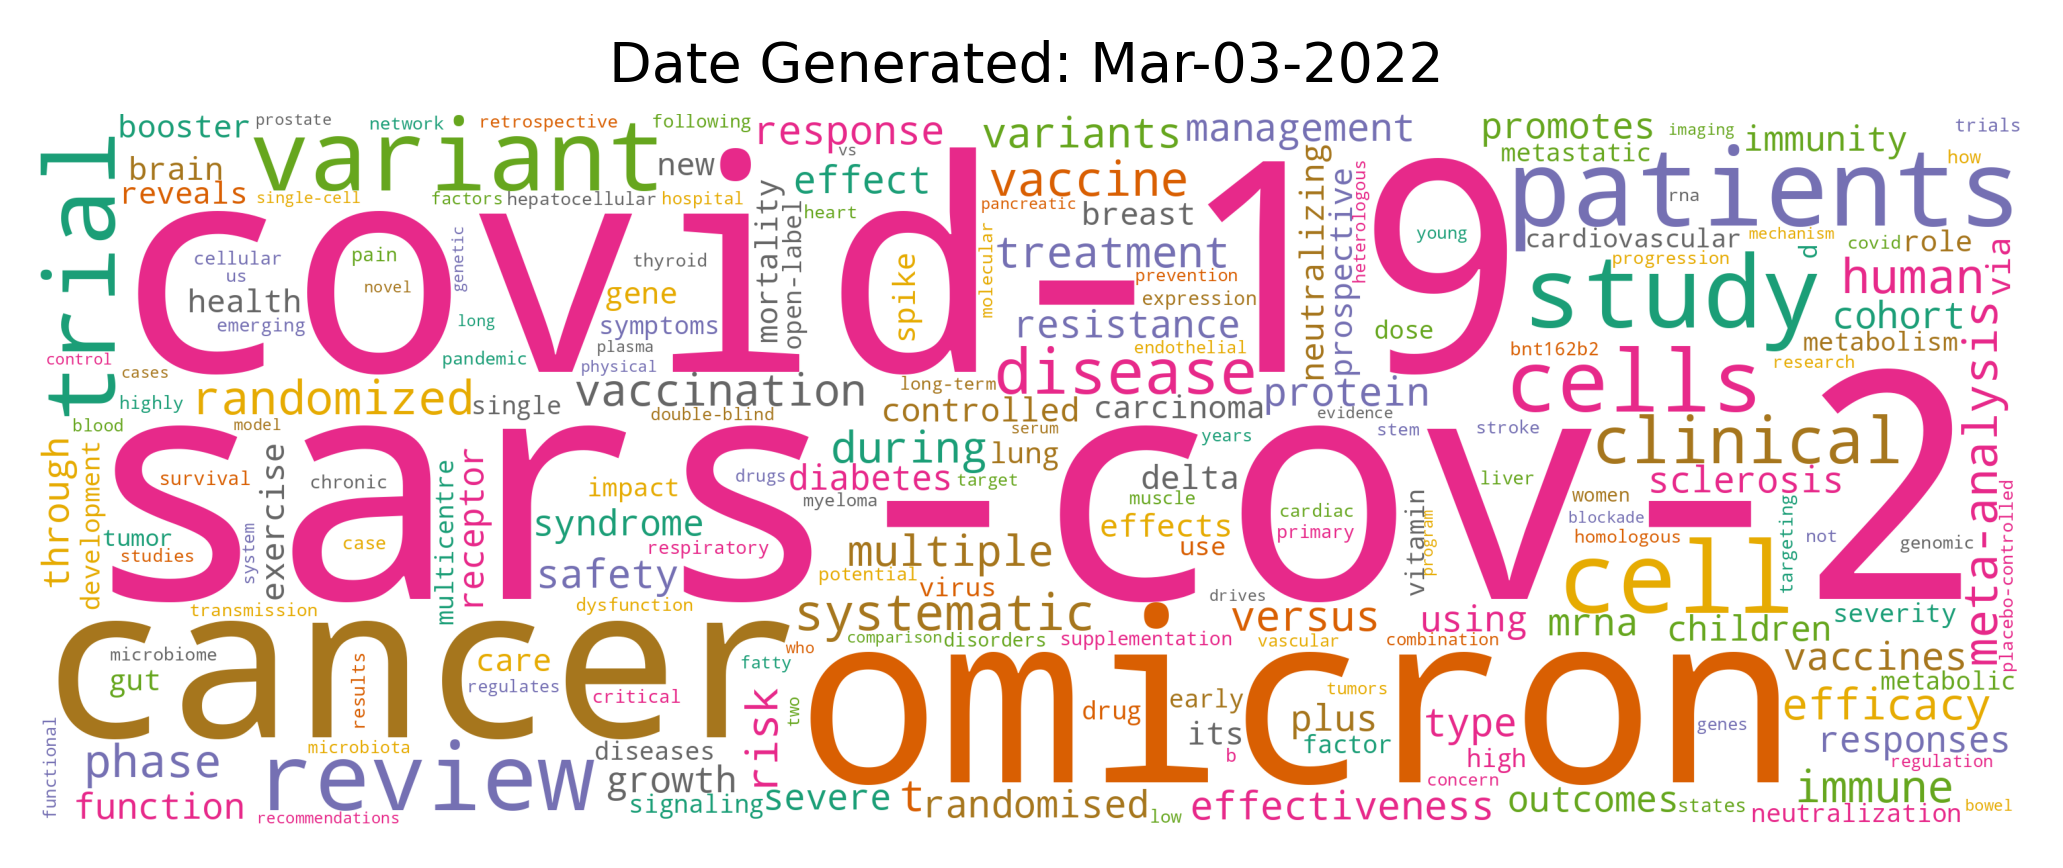 Date Generated: Mar-03-2022
booster
prostate
network
retrospective
following
response
variants
management
promotes
imaging
immunity
trials
trial
brain
variant
new
vs
effect
vaccine
neutralizing
heterologous
metastatic
patients
how
reveals
single-cell
factors
hepatocellular
hospital
mortality
open-label
heart
pancreatic
breast
prospective
rna
covid-19
cellular
us
pain
genetic
thyroid
molecular
treatment
young
cardiovascular
mechanism
covid
role
d
via
progression
health
novel
gene
spike
prevention
expression
study
human
emerging
long
symptoms
resistance
dose
cohort
control
pandemic
plasma
physical
endothelial
bnt162b2
metabolism
research
cases
highly
randomized
single
vaccination
long-term
disease
protein
cells
meta-analysis
blood
model
double-blind
controlled
carcinoma
evidence
serum
stem
stroke
years
sars-cov-2
through
development
survival
exercise
chronic
multicentre
receptor
impact
drugs
during
lung
diabetes
target
myeloma
delta
muscle
liver
clinical
sclerosis
women
tumor
studies
system
case
syndrome
respiratory
effects
use
cardiac
primary
vitamin
program
blockade
homologous
targeting
not
genomic
placebo-controlled
safety
multiple
potential
virus
cell
transmission
dysfunction
drives
systematic
versus
using
mrna
children
severity
cancer
microbiome
gut
results
care
regulates
critical
who
fatty
two
comparison
disorders
supplementation
vascular
combination
vaccines
metabolic
omicron
early
drug
its
b
tumors
plus
factor
type
high
concern
genes
efficacy
responses
regulation
functional
phase
microbiota
review
diseases
growth
risk
function
recommendations
signaling
severe
t
randomised
low
effectiveness
outcomes
states
immune
neutralization
bowel